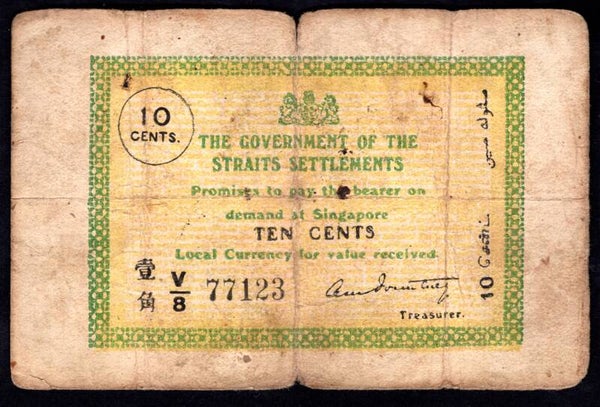 10
CENTS.
THE GOVERNMENT OF THE
STRAITS SETTLEMENTS
Promises to pay the bearer on
demand at Singapore
TEN CENTS
Local Currency for value received.
壹角
V/8
77123
Treasurer.
10